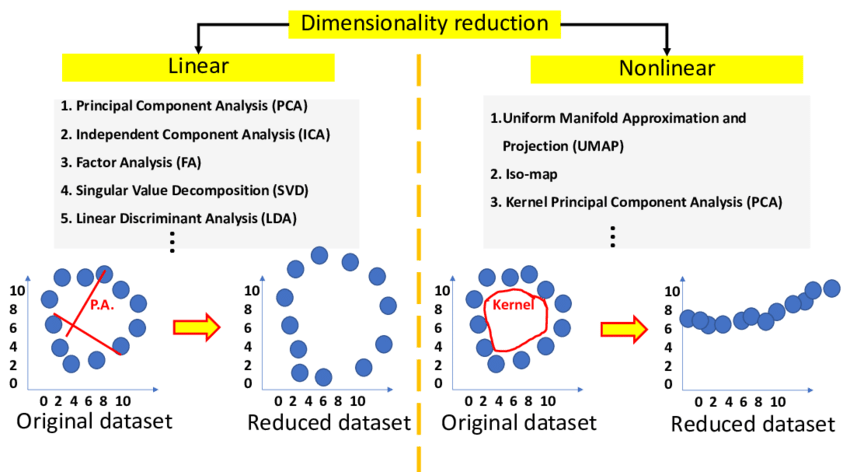 Dimensionality reduction
Linear
Nonlinear
1. Principal Component Analysis (PCA)
2. Independent Component Analysis (ICA)
3. Factor Analysis (FA)
4. Singular Value Decomposition (SVD)
5. Linear Discriminant Analysis (LDA)
1.Uniform Manifold Approximation and
Projection (UMAP)
2. Iso-map
3. Kernel Principal Component Analysis (PCA)
10
8
6
4
2
0
P.A.
0 2 4 6 8 10
Original dataset
10
8
6
4
2
0
0 2 4 6 8 10
Reduced dataset
10
8
6
4
2
0
Kernel
0 2 4 6 8 10
Original dataset
10
8
6
4
2
0
0 2 4 6 8 10
Reduced dataset